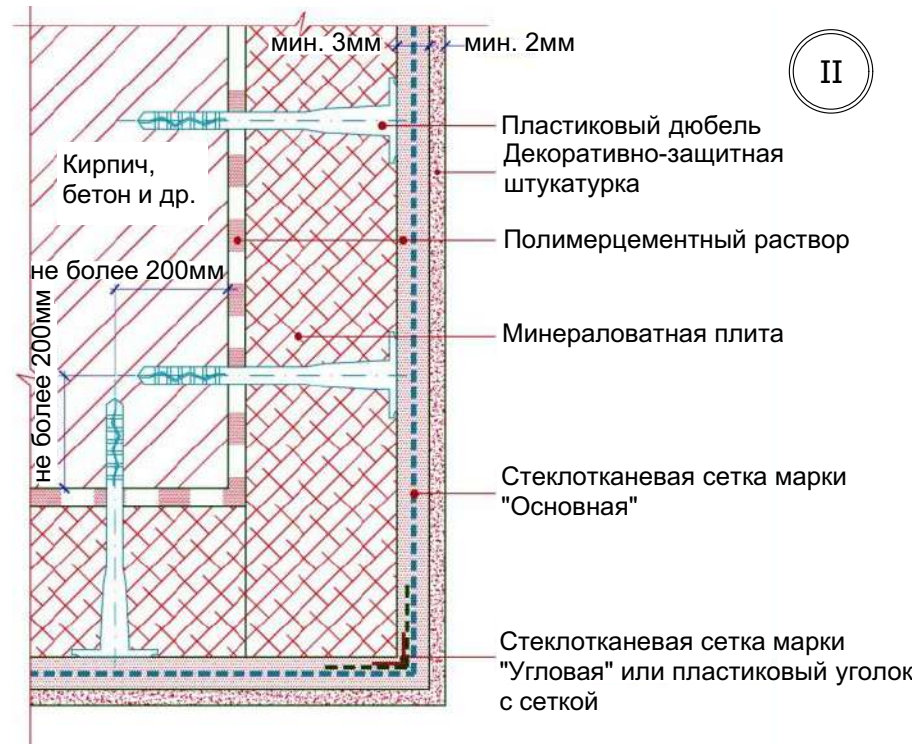 мин. 3мм
мин. 2мм
II
Пластиковый дюбель
Декоративно-защитная
штукатурка
Кирпич,
бетон и др.
Полимерцементный раствор
не более 200мм
не более 200мм
Минераловатная плита
Стеклотканевая сетка марки
"Основная"
Стеклотканевая сетка марки
"Угловая" или пластиковый уголок
с сеткой